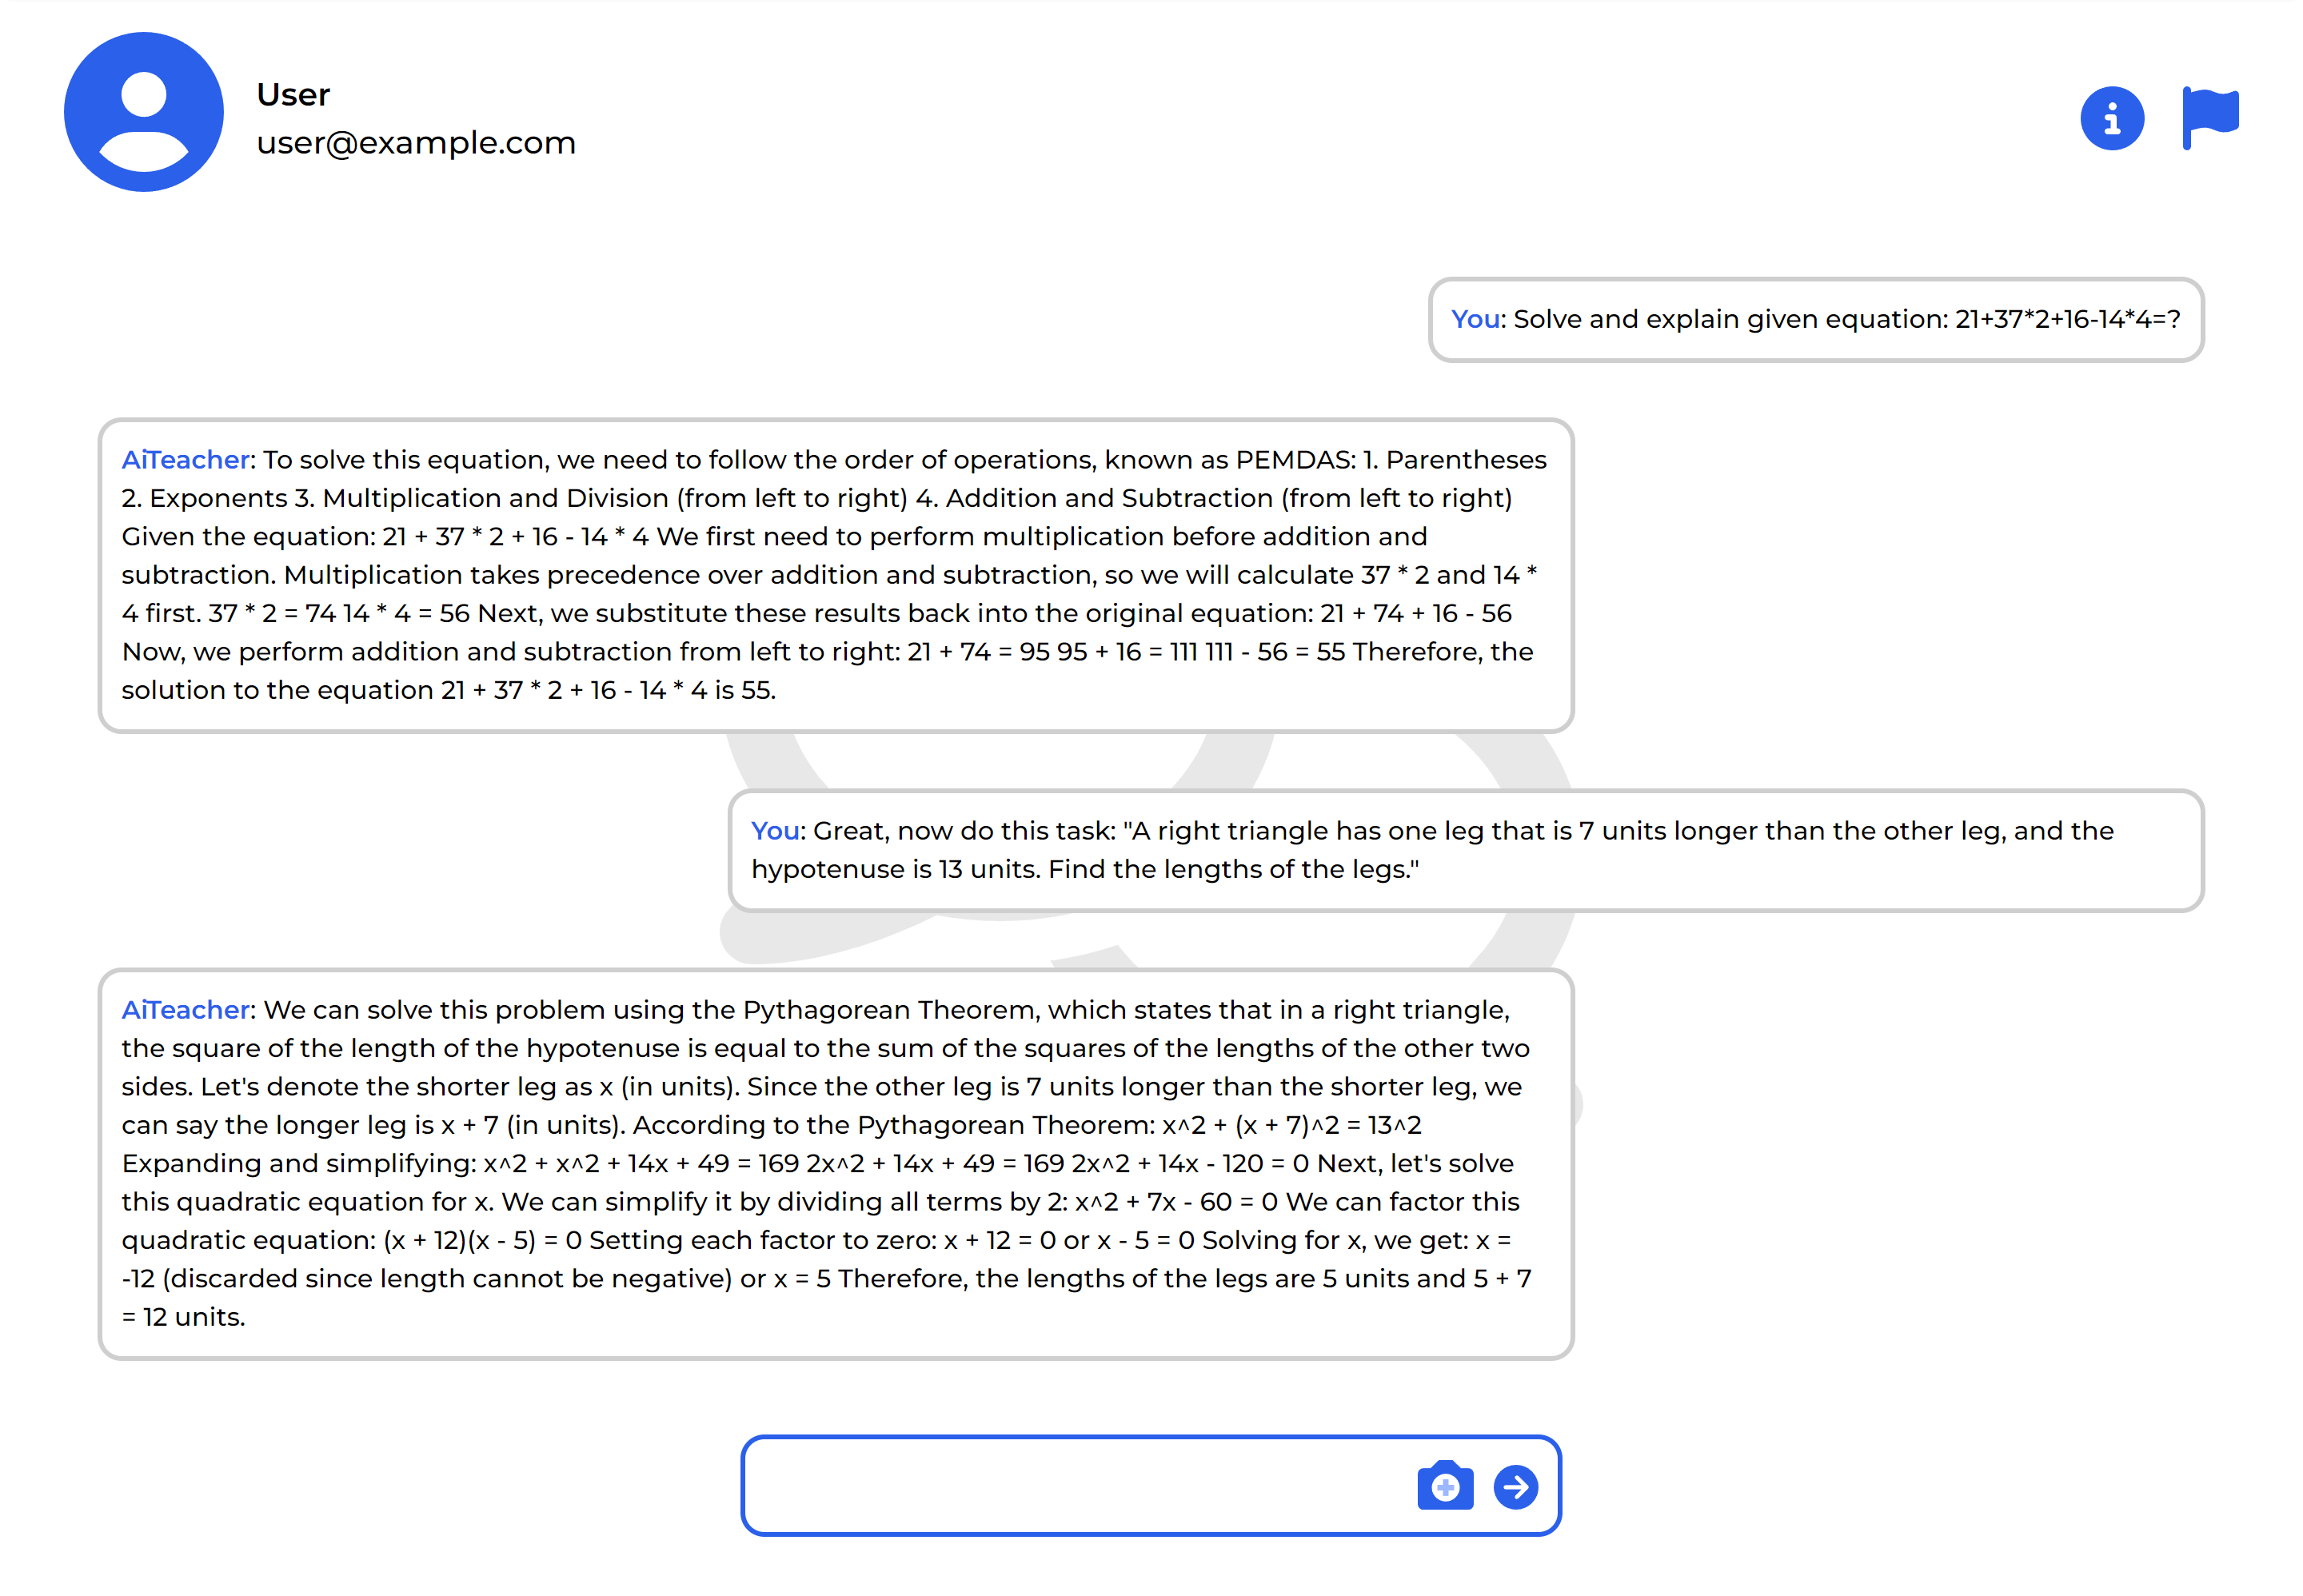 User
user@example.com
You: Solve and explain given equation: 21+37*2+16-14*4=?
AiTeacher: To solve this equation, we need to follow the order of operations, known as PEMDAS: 1. Parentheses
2. Exponents 3. Multiplication and Division (from left to right) 4. Addition and Subtraction (from left to right)
Given the equation: 21 + 37 * 2 + 16 - 14 * 4 We first need to perform multiplication before addition and
subtraction. Multiplication takes precedence over addition and subtraction, so we will calculate 37 * 2 and 14 *
4 first. 37 * 2 = 74 14 * 4 = 56 Next, we substitute these results back into the original equation: 21 + 74 + 16 - 56
Now, we perform addition and subtraction from left to right: 21 + 74 = 95 95 + 16 = 111 111 - 56 = 55 Therefore, the
solution to the equation 21 + 37 * 2 + 16 - 14 * 4 is 55.
You: Great, now do this task: "A right triangle has one leg that is 7 units longer than the other leg, and the
hypotenuse is 13 units. Find the lengths of the legs."
AiTeacher: We can solve this problem using the Pythagorean Theorem, which states that in a right triangle,
the square of the length of the hypotenuse is equal to the sum of the squares of the lengths of the other two
sides. Let's denote the shorter leg as x (in units). Since the other leg is 7 units longer than the shorter leg, we
can say the longer leg is x + 7 (in units). According to the Pythagorean Theorem: x^2 + (x + 7)^2 = 13^2
Expanding and simplifying: x^2 + x^2 + 14x + 49 = 169 2x^2 + 14x + 49 = 169 2x^2 + 14x - 120 = 0 Next, let's solve
this quadratic equation for x. We can simplify it by dividing all terms by 2: x^2 + 7x - 60 = 0 We can factor this
quadratic equation: (x + 12)(x - 5) = 0 Setting each factor to zero: x + 12 = 0 or x - 5 = 0 Solving for x, we get: x =
-12 (discarded since length cannot be negative) or x = 5 Therefore, the lengths of the legs are 5 units and 5 + 7
= 12 units.